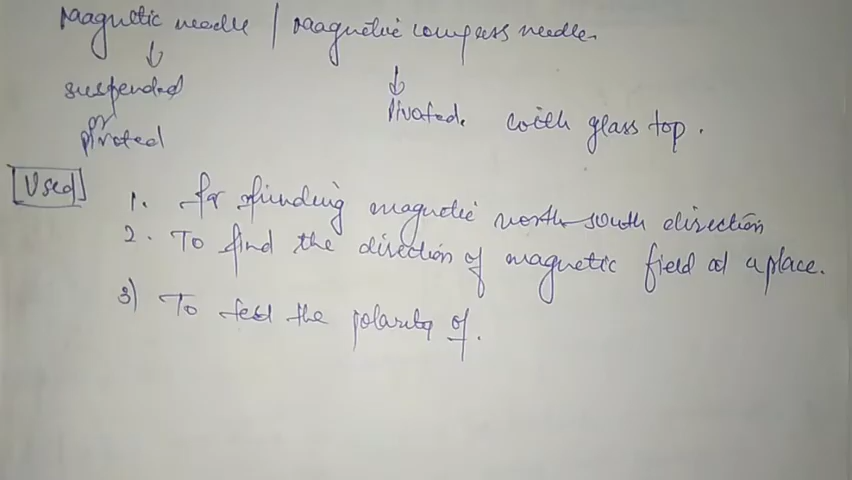 Magnetic needle / Magnetic compass needle.
suspended
or
pivoted
Pivoted. with glass top.
Used
1. for finding magnetic north-south direction
2. To find the direction of magnetic field at a place.
3) To test the polarity of.